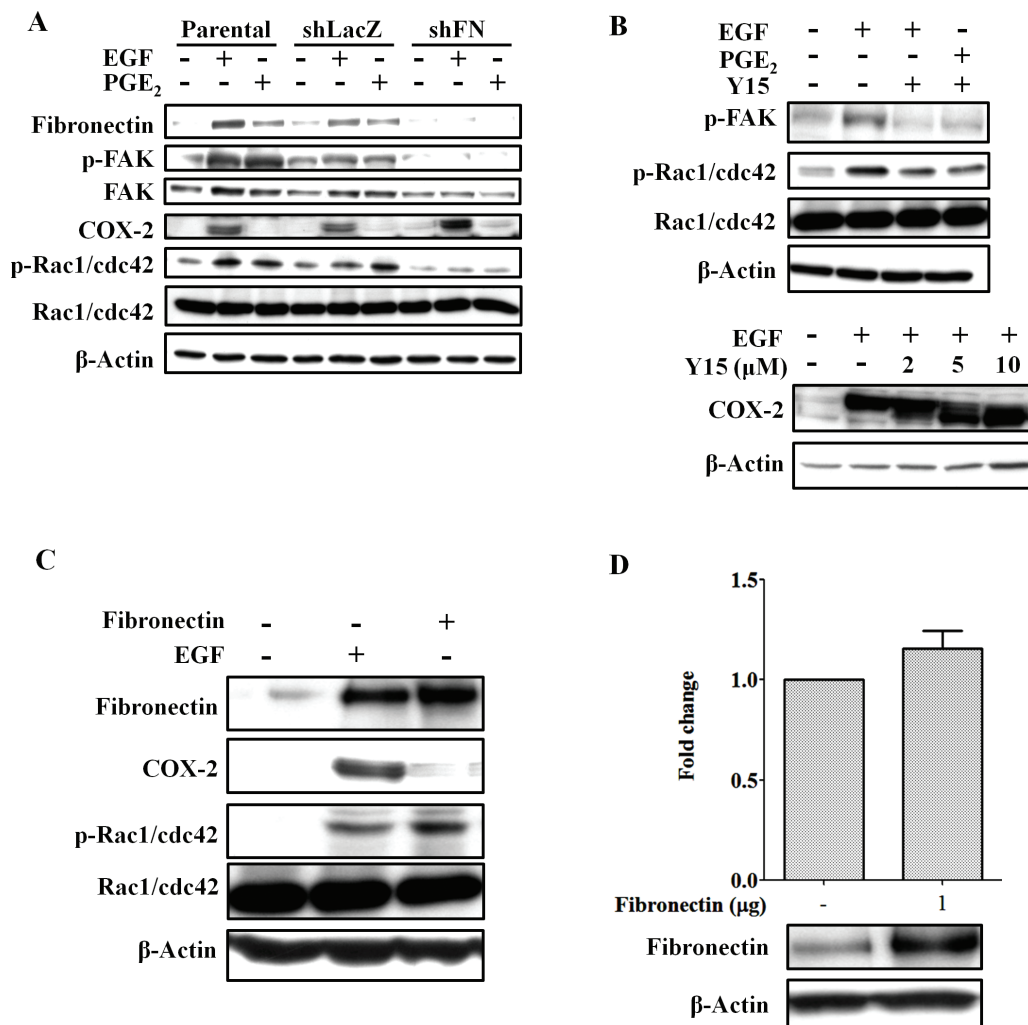 A
Parental shLacZ shFN
EGF - + - - + - - + -
PGE2 - - + - - + - - +
Fibronectin
p-FAK
FAK
COX-2
p-Rac1/cdc42
Rac1/cdc42
β-Actin
B
EGF - + + -
PGE2 - - - +
Y15 - - + +
p-FAK
p-Rac1/cdc42
Rac1/cdc42
β-Actin
EGF - + + + +
Y15 (µM) - - 2 5 10
COX-2
β-Actin
C
Fibronectin - - +
EGF - + -
Fibronectin
COX-2
p-Rac1/cdc42
Rac1/cdc42
β-Actin
D
Fold change
1.5
1.0
0.5
0.0
Fibronectin (µg) - 1
Fibronectin
β-Actin